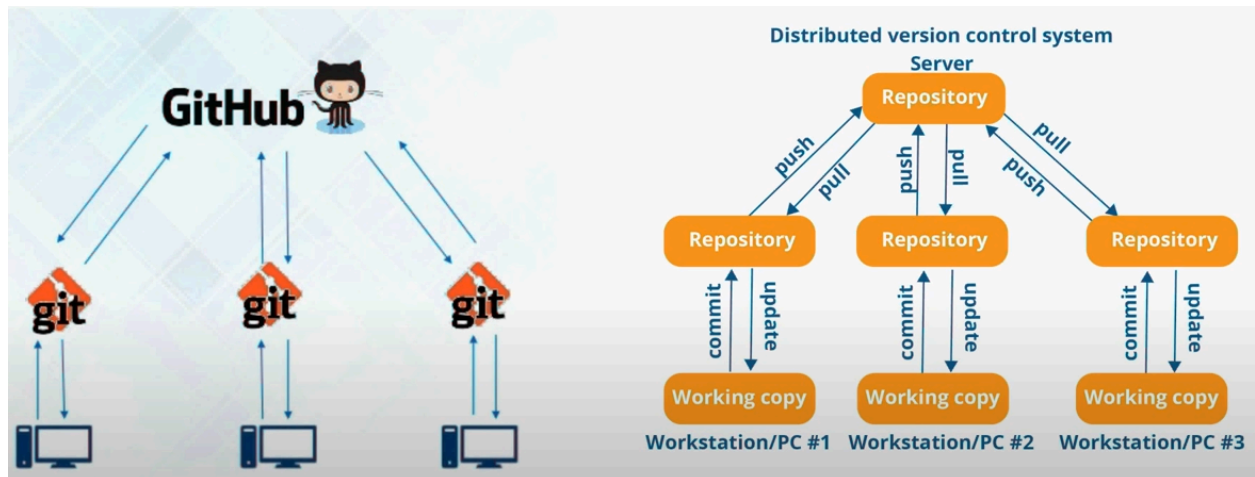 GitHub
git
git
git
Distributed version control system
Server
Repository
push
pull
push
pull
pull
push
Repository
Repository
Repository
commit
update
commit
update
commit
update
Working copy
Working copy
Working copy
Workstation/PC #1
Workstation/PC #2
Workstation/PC #3